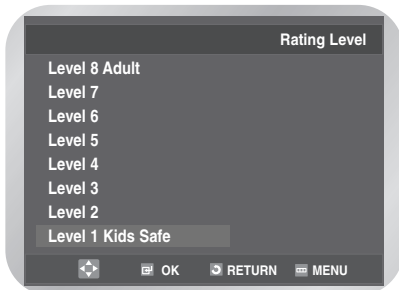 Rating Level
Level 8 Adult
Level 7
Level 6
Level 5
Level 4
Level 3
Level 2
Level 1 Kids Safe
OK RETURN MENU